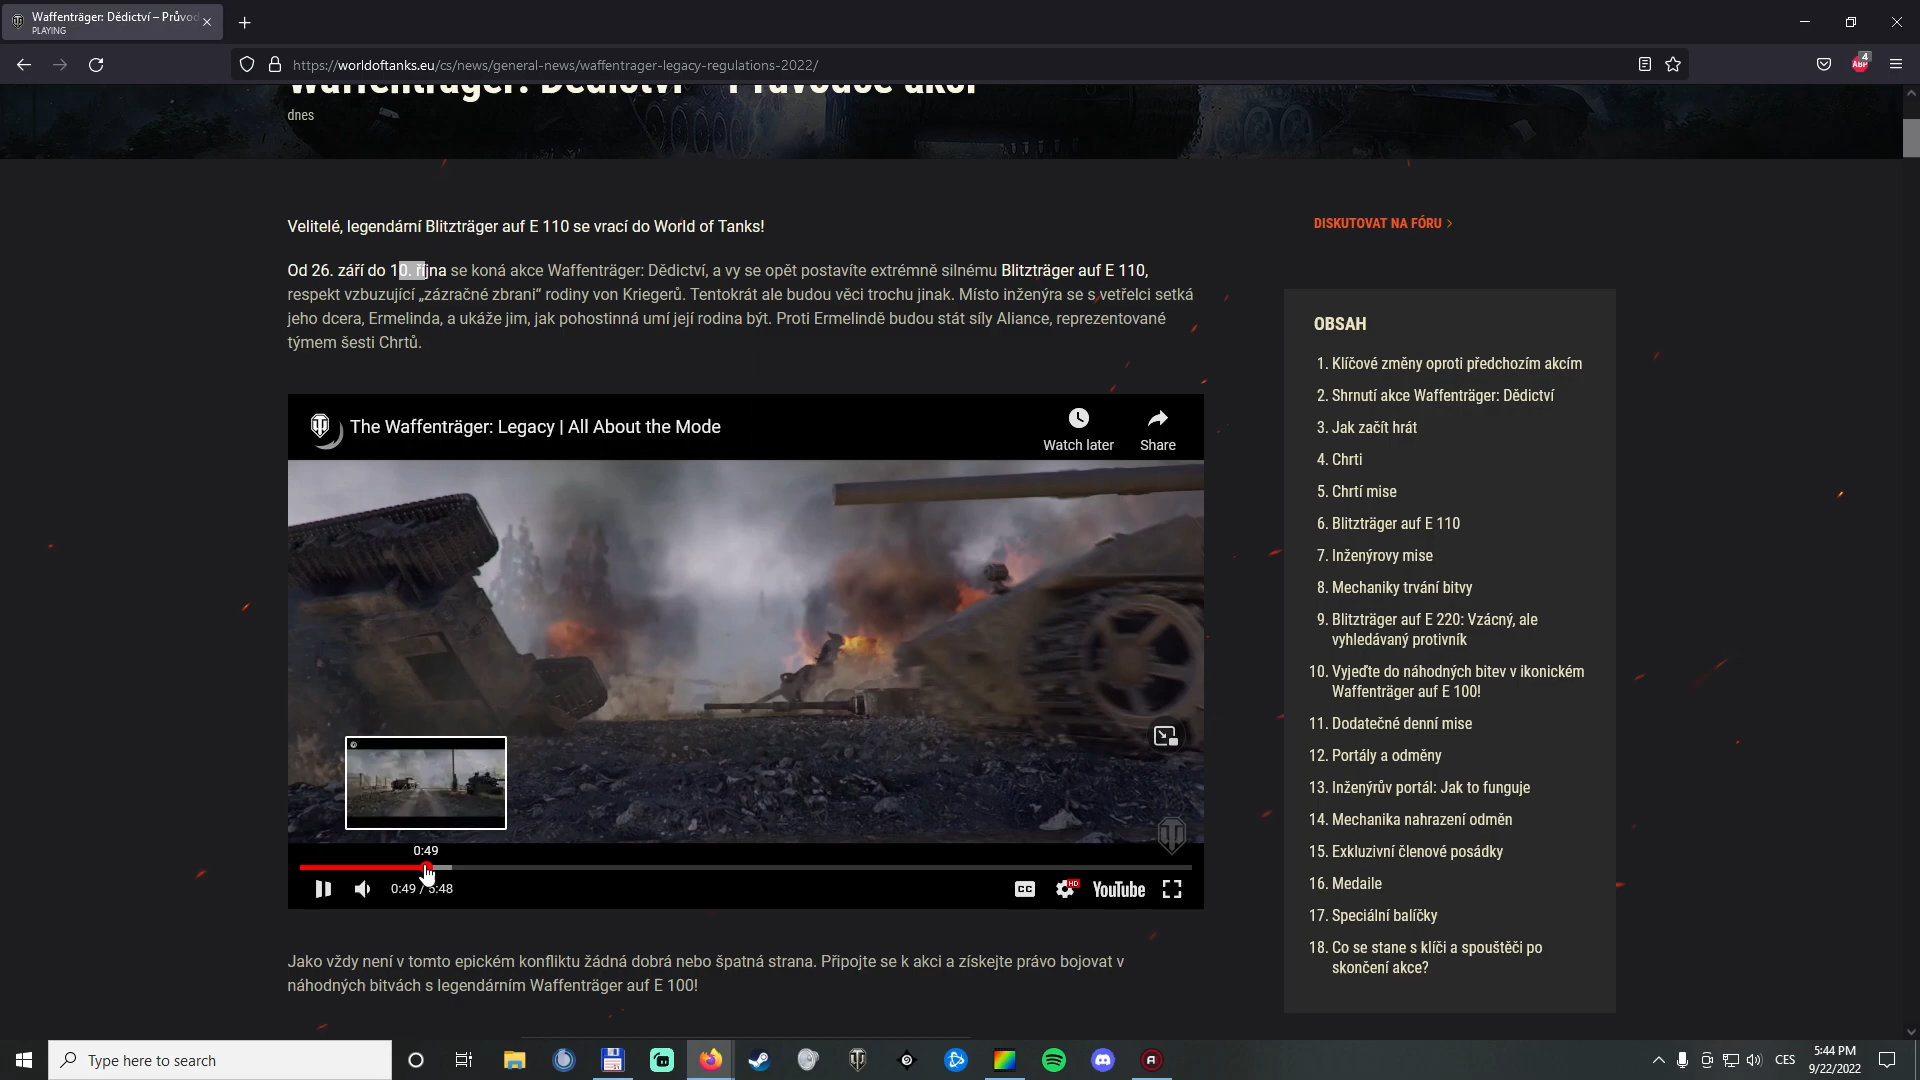 Waffenträger: Dědictví – Průvod
PLAYING
https://worldoftanks.eu/cs/news/general-news/waffentrager-legacy-regulations-2022/
4
ABP
Waffenträger: Dědictví – Průvodce akcí
dnes
Velitelé, legendární Blitzträger auf E 110 se vrací do World of Tanks!
DISKUTOVAT NA FÓRU >
Od 26. září do 10. října se koná akce Waffenträger: Dědictví, a vy se opět postavíte extrémně silnému Blitzträger auf E 110,
respekt vzbuzující „zázračné zbrani“ rodiny von Kriegerů. Tentokrát ale budou věci trochu jinak. Místo inženýra se s vetřelci setká
jeho dcera, Ermelinda, a ukáže jim, jak pohostinná umí její rodina být. Proti Ermelindě budou stát síly Aliance, reprezentované
týmem šesti Chrtů.
The Waffenträger: Legacy | All About the Mode
Watch later
Share
0:49
0:49 / 5:48
CC
HD
YouTube
Jako vždy není v tomto epickém konfliktu žádná dobrá nebo špatná strana. Připojte se k akci a získejte právo bojovat v
náhodných bitvách s legendárním Waffenträger auf E 100!
OBSAH
1. Klíčové změny oproti předchozím akcím
2. Shrnutí akce Waffenträger: Dědictví
3. Jak začít hrát
4. Chrti
5. Chrtí mise
6. Blitzträger auf E 110
7. Inženýrovy mise
8. Mechaniky trvání bitvy
9. Blitzträger auf E 220: Vzácný, ale
vyhledávaný protivník
10. Vyjeďte do náhodných bitev v ikonickém
Waffenträger auf E 100!
11. Dodatečné denní mise
12. Portály a odměny
13. Inženýrův portál: Jak to funguje
14. Mechanika nahrazení odměn
15. Exkluzivní členové posádky
16. Medaile
17. Speciální balíčky
18. Co se stane s klíči a spouštěči po
skončení akce?
Type here to search
CES
5:44 PM
9/22/2022